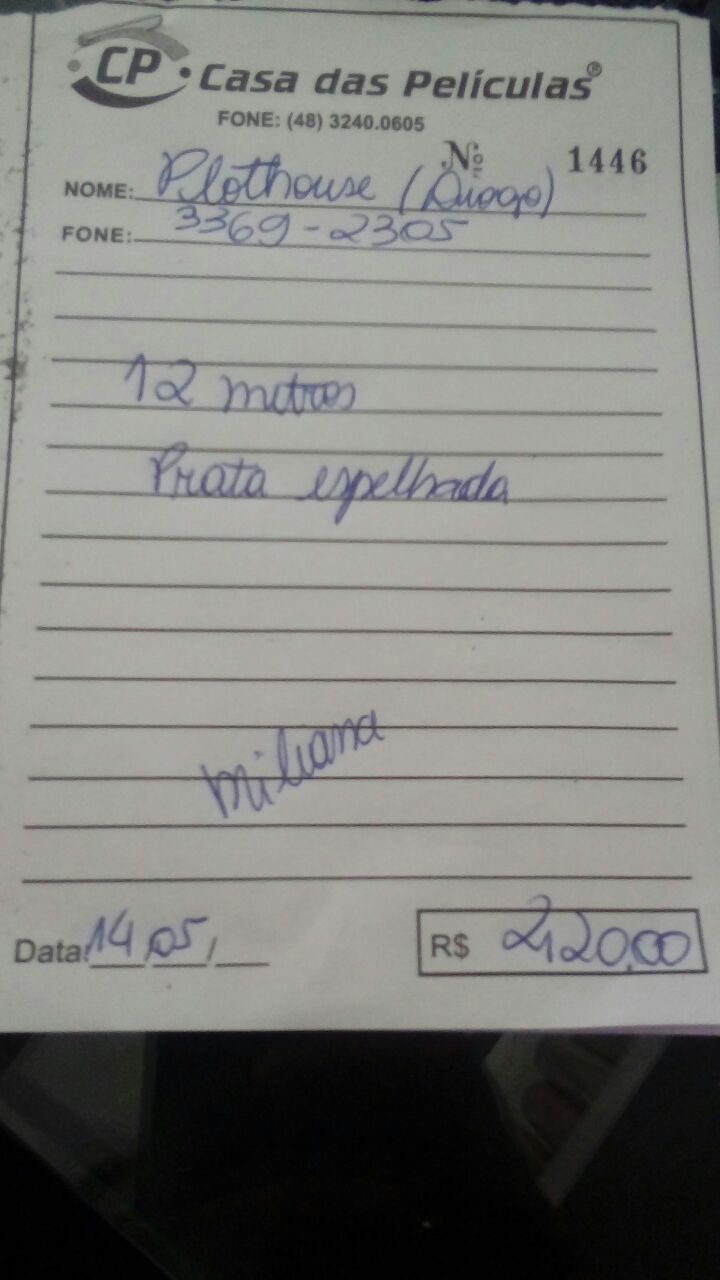 CP Casa das Películas®
FONE: (48) 3240.0605
Nº 1446
NOME: Plothouse (Diogo)
FONE: 3369-2305
12 metros
Prata espelhada
Miliana
Data: 14/05/
R$ 2120,00